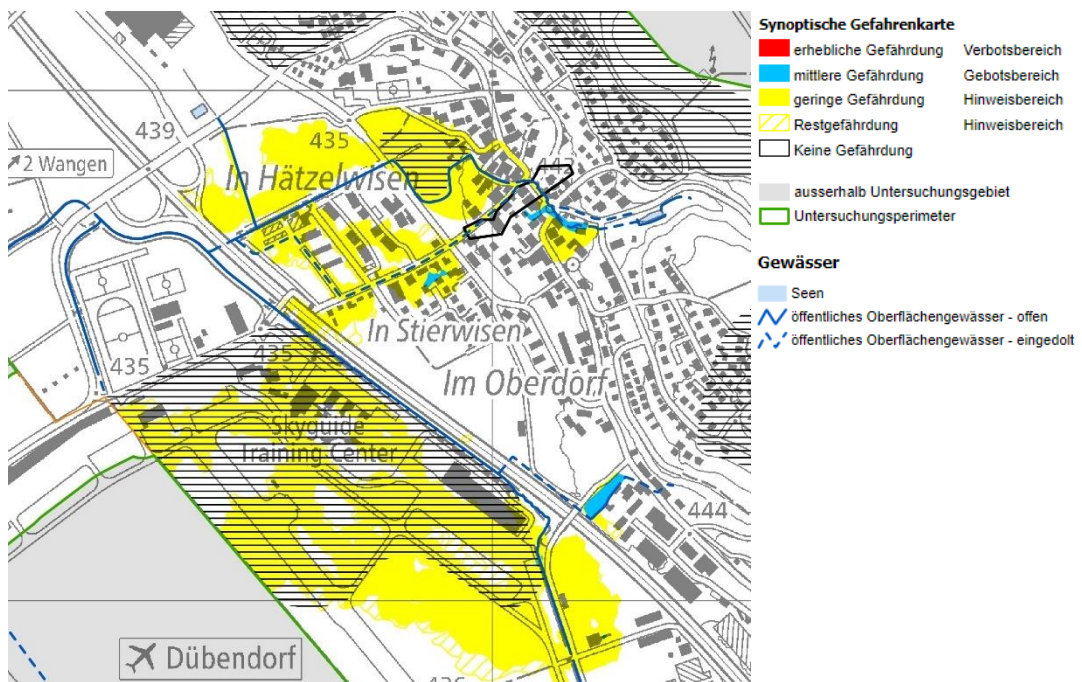 439
435
443
2 Wangen
In Hätzelwisen
In Stierwisen
435
435
Im Oberdorf
Skyguide
Training Center
444
Dübendorf
Synoptische Gefahrenkarte
erhebliche Gefährdung Verbotsbereich
mittlere Gefährdung Gebotsbereich
geringe Gefährdung Hinweisbereich
Restgefährdung Hinweisbereich
Keine Gefährdung
ausserhalb Untersuchungsgebiet
Untersuchungsperimeter
Gewässer
Seen
öffentliches Oberflächengewässer - offen
öffentliches Oberflächengewässer - eingedolt